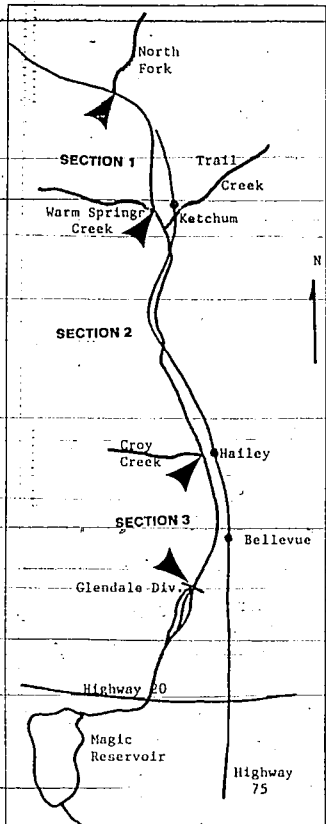 North
Fork
SECTION 1
Trail
Creek
Warm Springs
Creek
Ketchum
N
SECTION 2
Croy
Creek
Hailey
SECTION 3
Bellevue
Glendale Div.
Highway 20
Magic
Reservoir
Highway
75